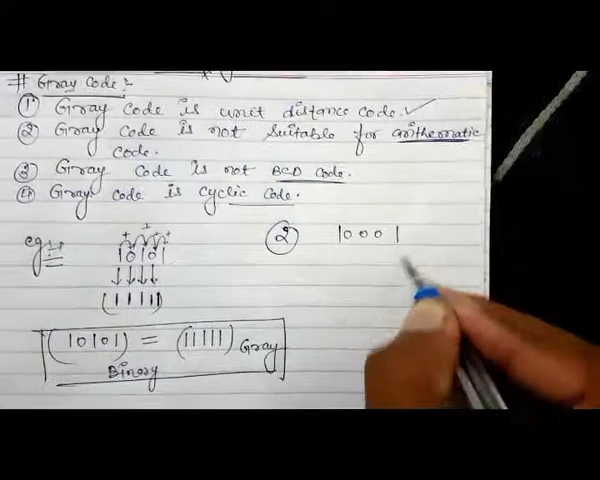 # Gray Code:-
① Gray code is unit distance code. ✓
② Gray code is not suitable for arithematic
code.
③ Gray code is not BCD code.
④ Gray code is cyclic code.
eg:-
+ + + +
10101
↓↓↓↓
(11111)
② 10001
(10101) = (11111) Gray
Binary